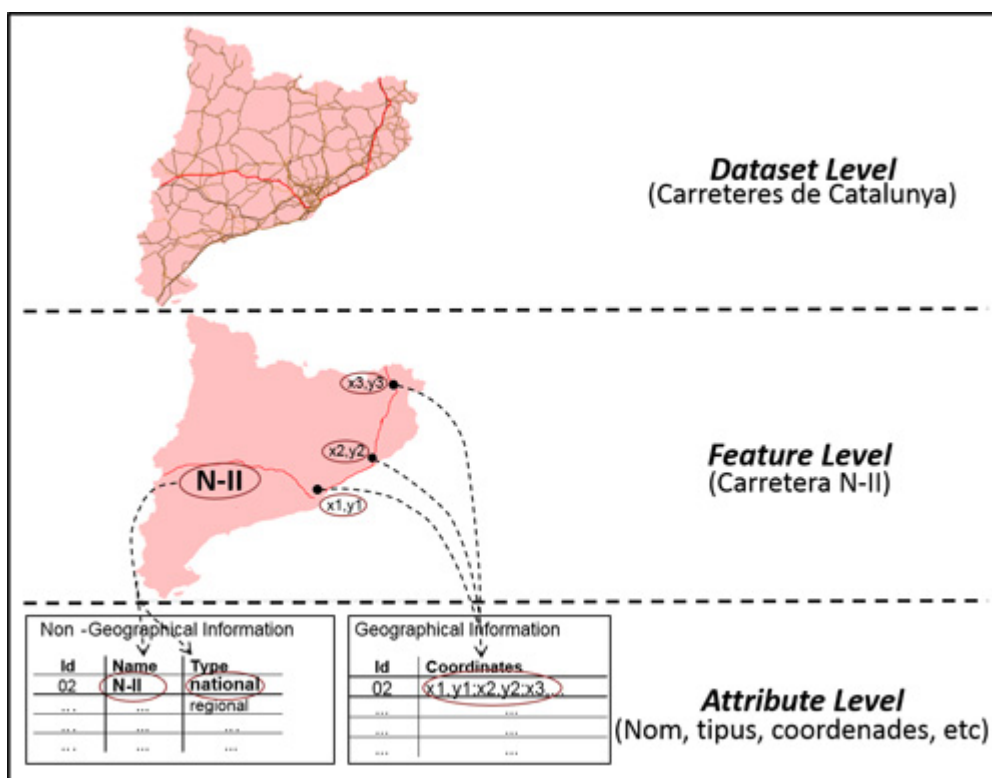 Dataset Level
(Carreteres de Catalunya)
x3,y3
x2,y2
N-II
x1,y1
Feature Level
(Carretera N-II)
Non -Geographical Information
Id Name Type
02 N-II national
... ... regional
... ... ...
... ... ...
Geographical Information
Id Coordinates
02 x1,y1;x2,y2;x3,...
... ...
... ...
... ...
Attribute Level
(Nom, tipus, coordenades, etc)